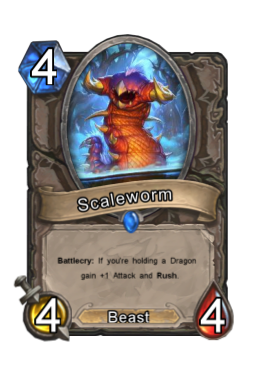 4
Scaleworm
Battlecry: If you're holding a Dragon
gain +1 Attack and Rush.
4
Beast
4